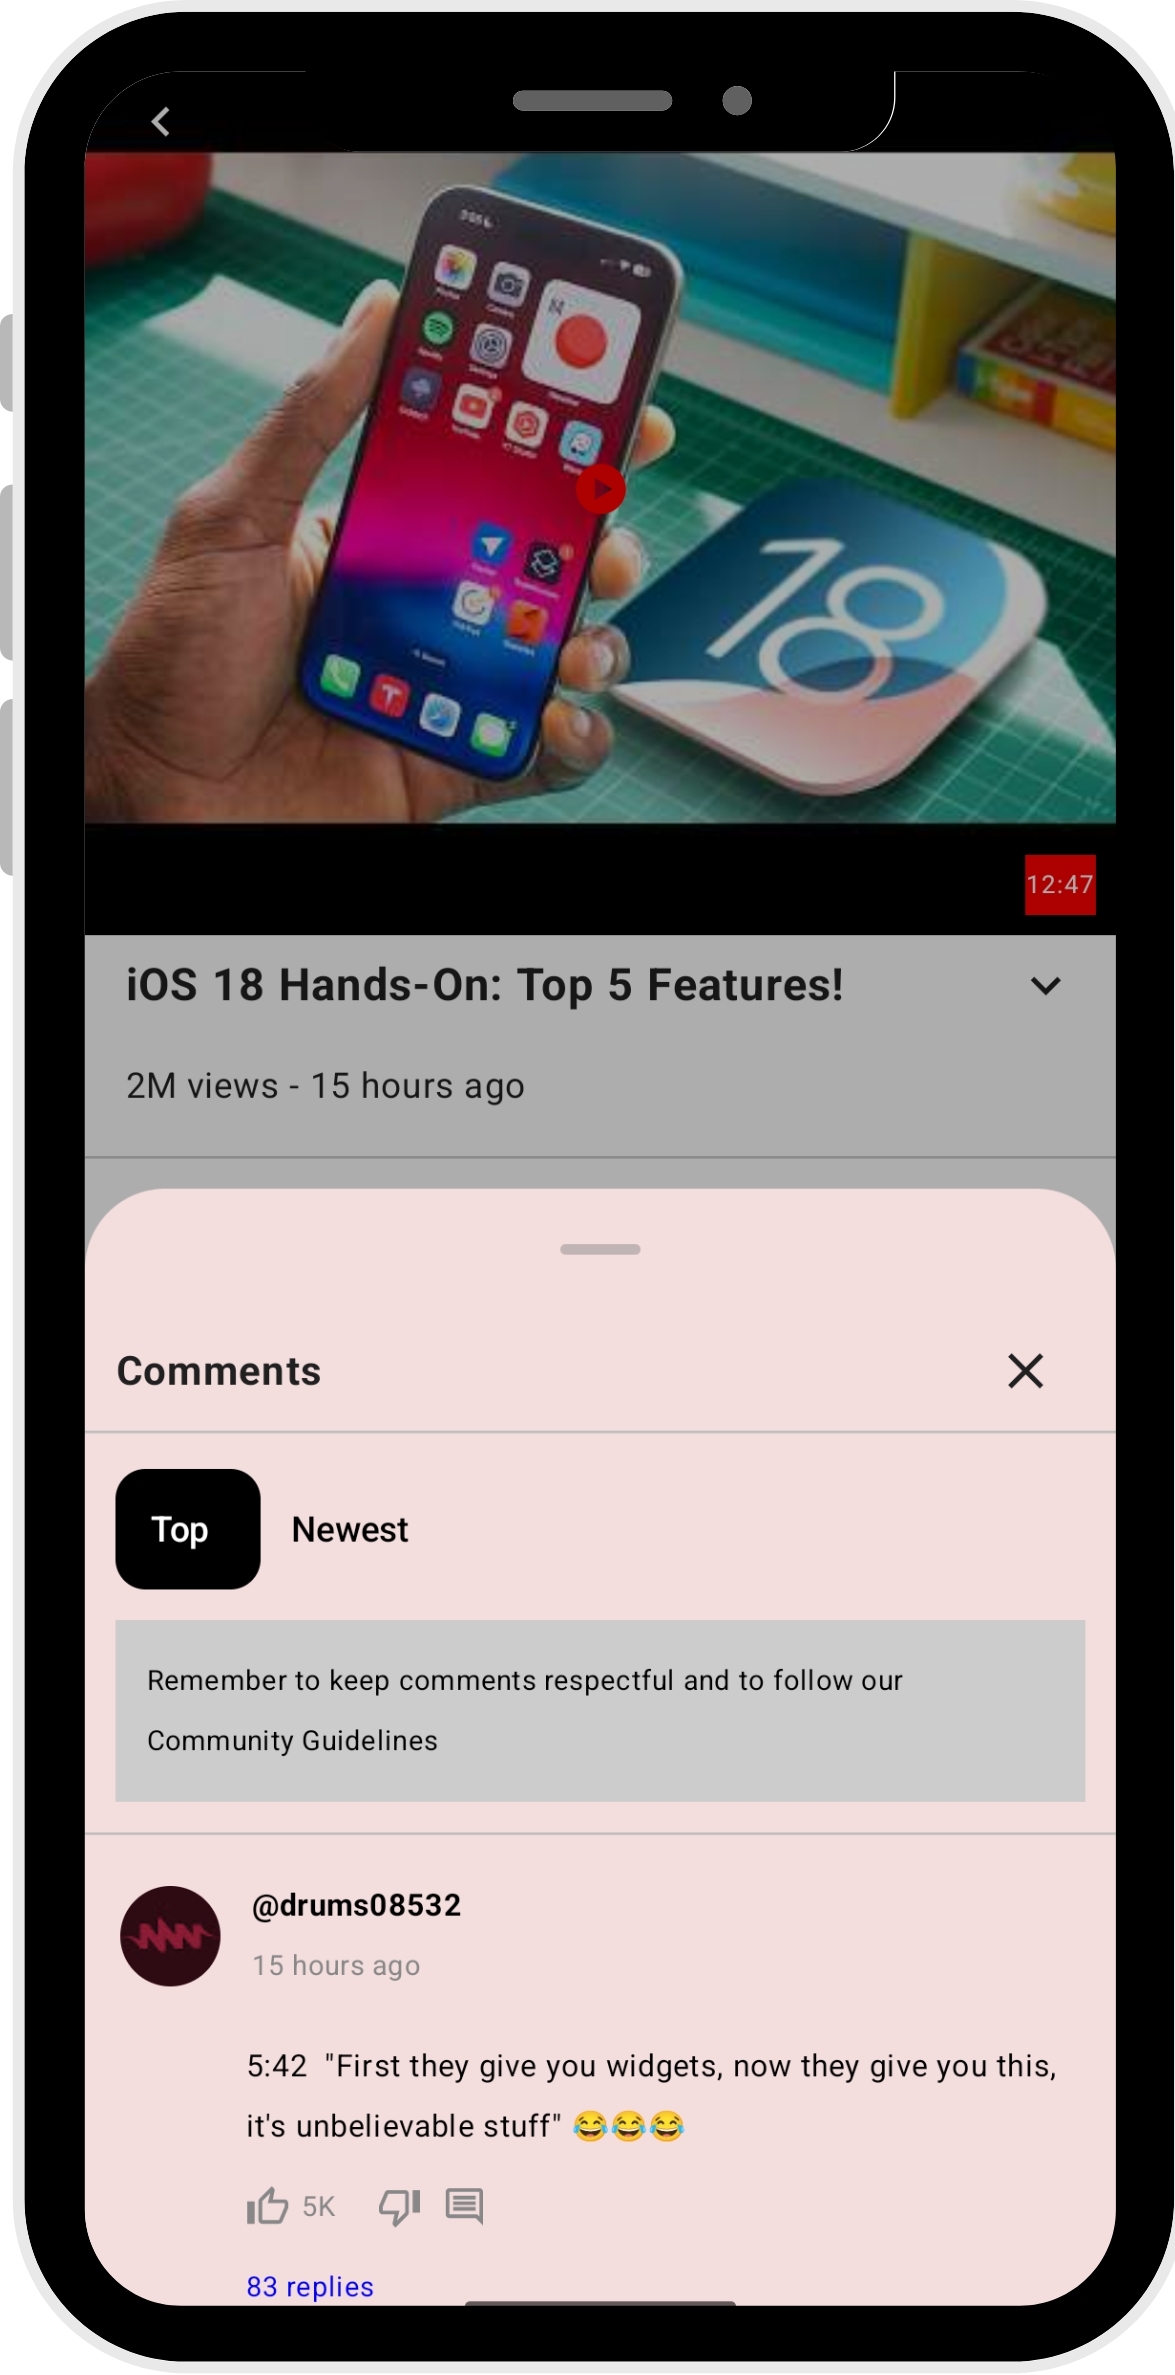 18
12:47
iOS 18 Hands-On: Top 5 Features!
2M views - 15 hours ago
Comments
Top Newest
Remember to keep comments respectful and to follow our
Community Guidelines
@drums08532
15 hours ago
5:42  "First they give you widgets, now they give you this,
it's unbelievable stuff" 😂😂😂
5K
83 replies